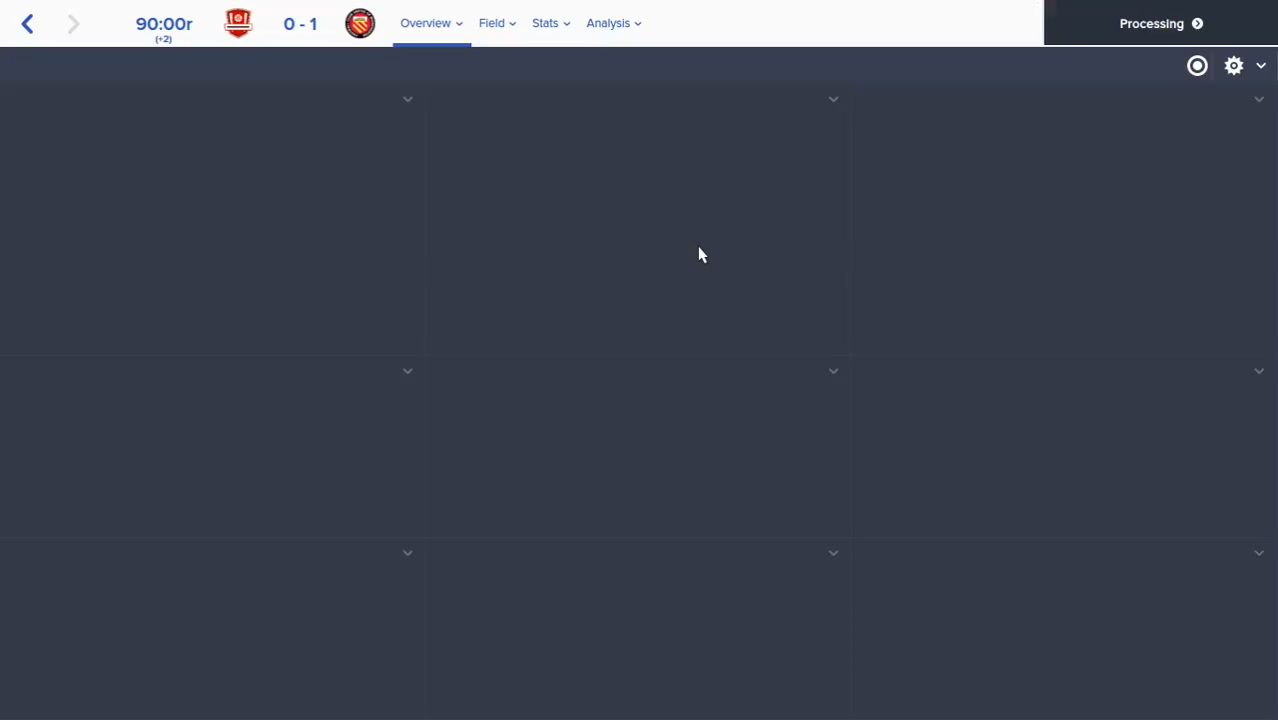 90:00r
(+2)
0 - 1
Overview
Field
Stats
Analysis
Processing